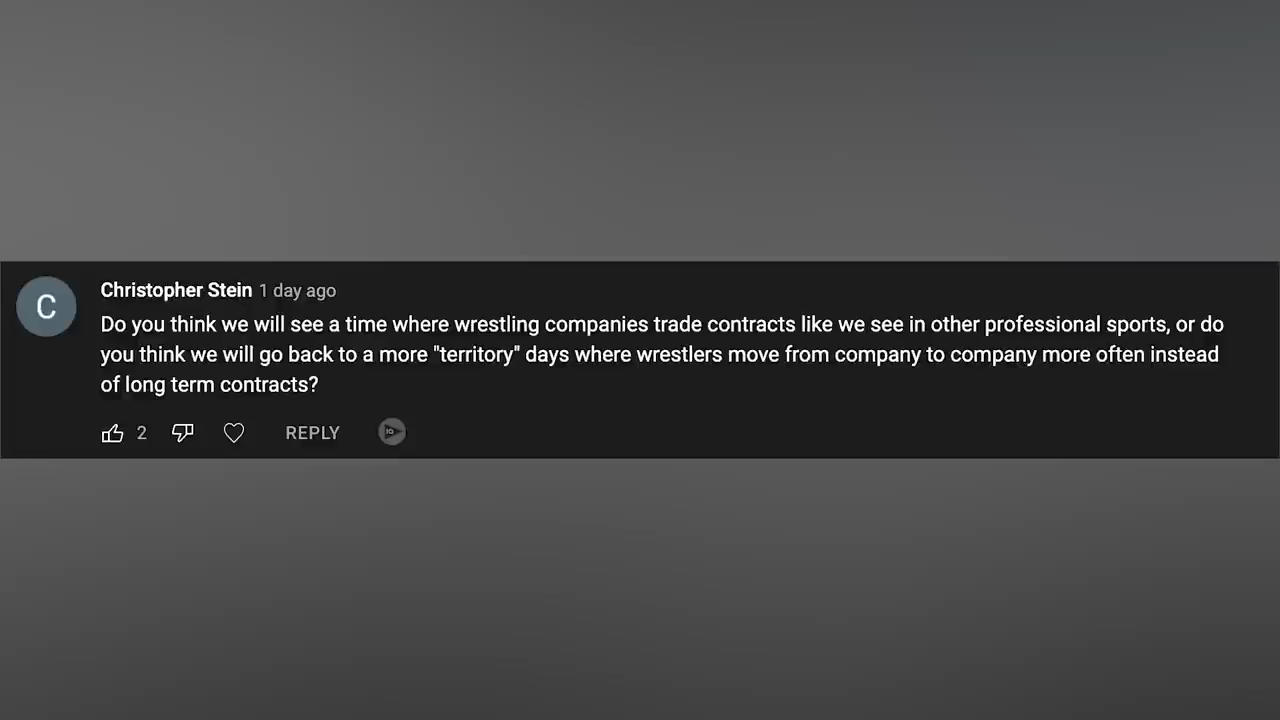 C
Christopher Stein 1 day ago
Do you think we will see a time where wrestling companies trade contracts like we see in other professional sports, or do
you think we will go back to a more "territory" days where wrestlers move from company to company more often instead
of long term contracts?
2 REPLY